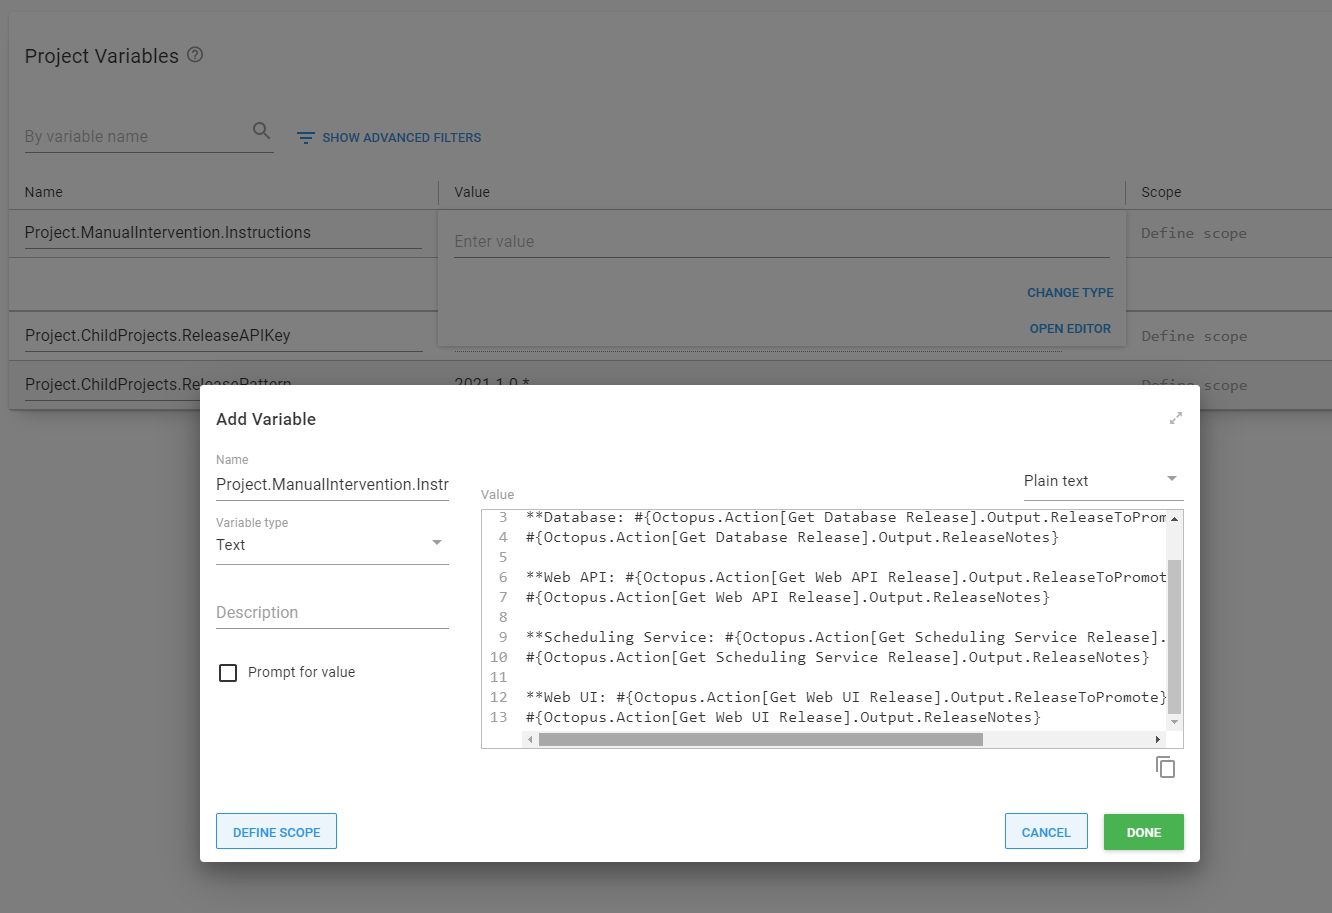 Project Variables
By variable name
SHOW ADVANCED FILTERS
Name Value Scope
Project.ManualIntervention.Instructions
Enter value
Define scope
CHANGE TYPE
OPEN EDITOR
Project.ChildProjects.ReleaseAPIKey
Define scope
Project.ChildProjects.ReleasePattern 2021.1.0.*
Define scope
Add Variable
Name
Project.ManualIntervention.Instr
Variable type
Text
Description
Prompt for value
Plain text
Value
3 **Database: #{Octopus.Action[Get Database Release].Output.ReleaseToProm
4 #{Octopus.Action[Get Database Release].Output.ReleaseNotes}
5
6 **Web API: #{Octopus.Action[Get Web API Release].Output.ReleaseToPromot
7 #{Octopus.Action[Get Web API Release].Output.ReleaseNotes}
8
9 **Scheduling Service: #{Octopus.Action[Get Scheduling Service Release].
10 #{Octopus.Action[Get Scheduling Service Release].Output.ReleaseNotes}
11
12 **Web UI: #{Octopus.Action[Get Web UI Release].Output.ReleaseToPromote}
13 #{Octopus.Action[Get Web UI Release].Output.ReleaseNotes}
DEFINE SCOPE
CANCEL
DONE